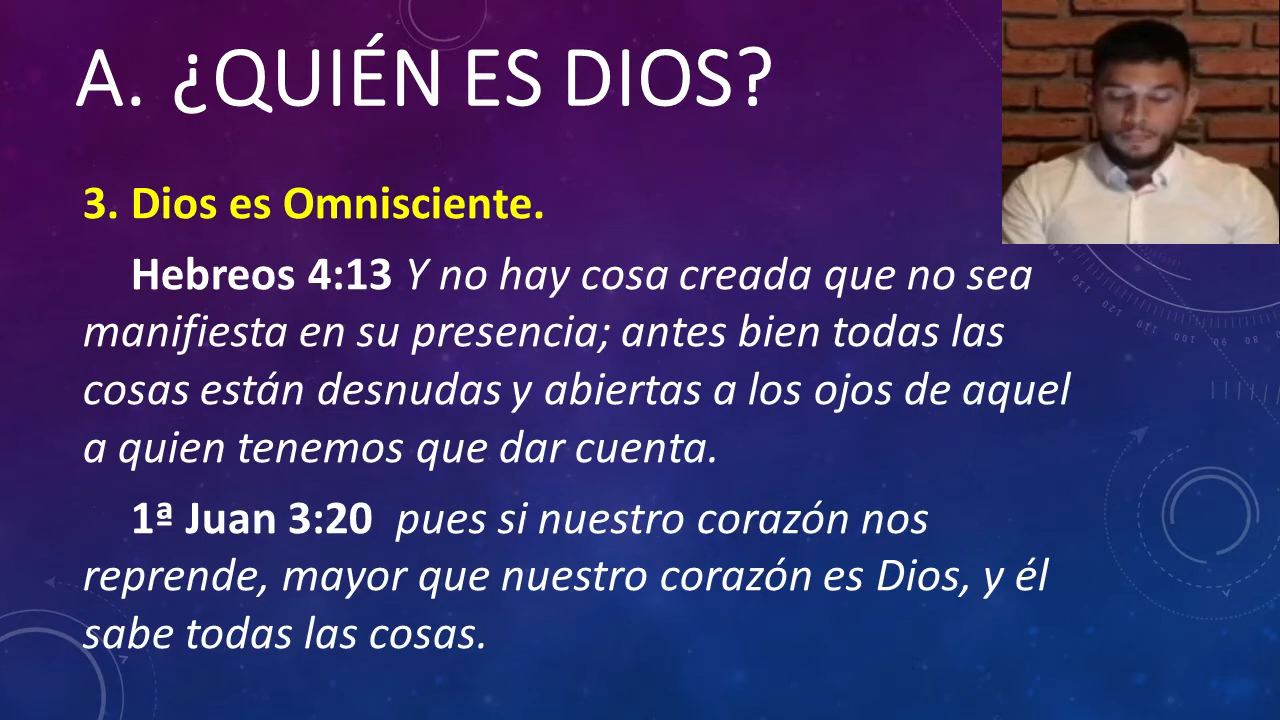 A. ¿QUIÉN ES DIOS?
3. Dios es Omnisciente.
Hebreos 4:13 Y no hay cosa creada que no sea
manifiesta en su presencia; antes bien todas las
cosas están desnudas y abiertas a los ojos de aquel
a quien tenemos que dar cuenta.
1ª Juan 3:20 pues si nuestro corazón nos
reprende, mayor que nuestro corazón es Dios, y él
sabe todas las cosas.